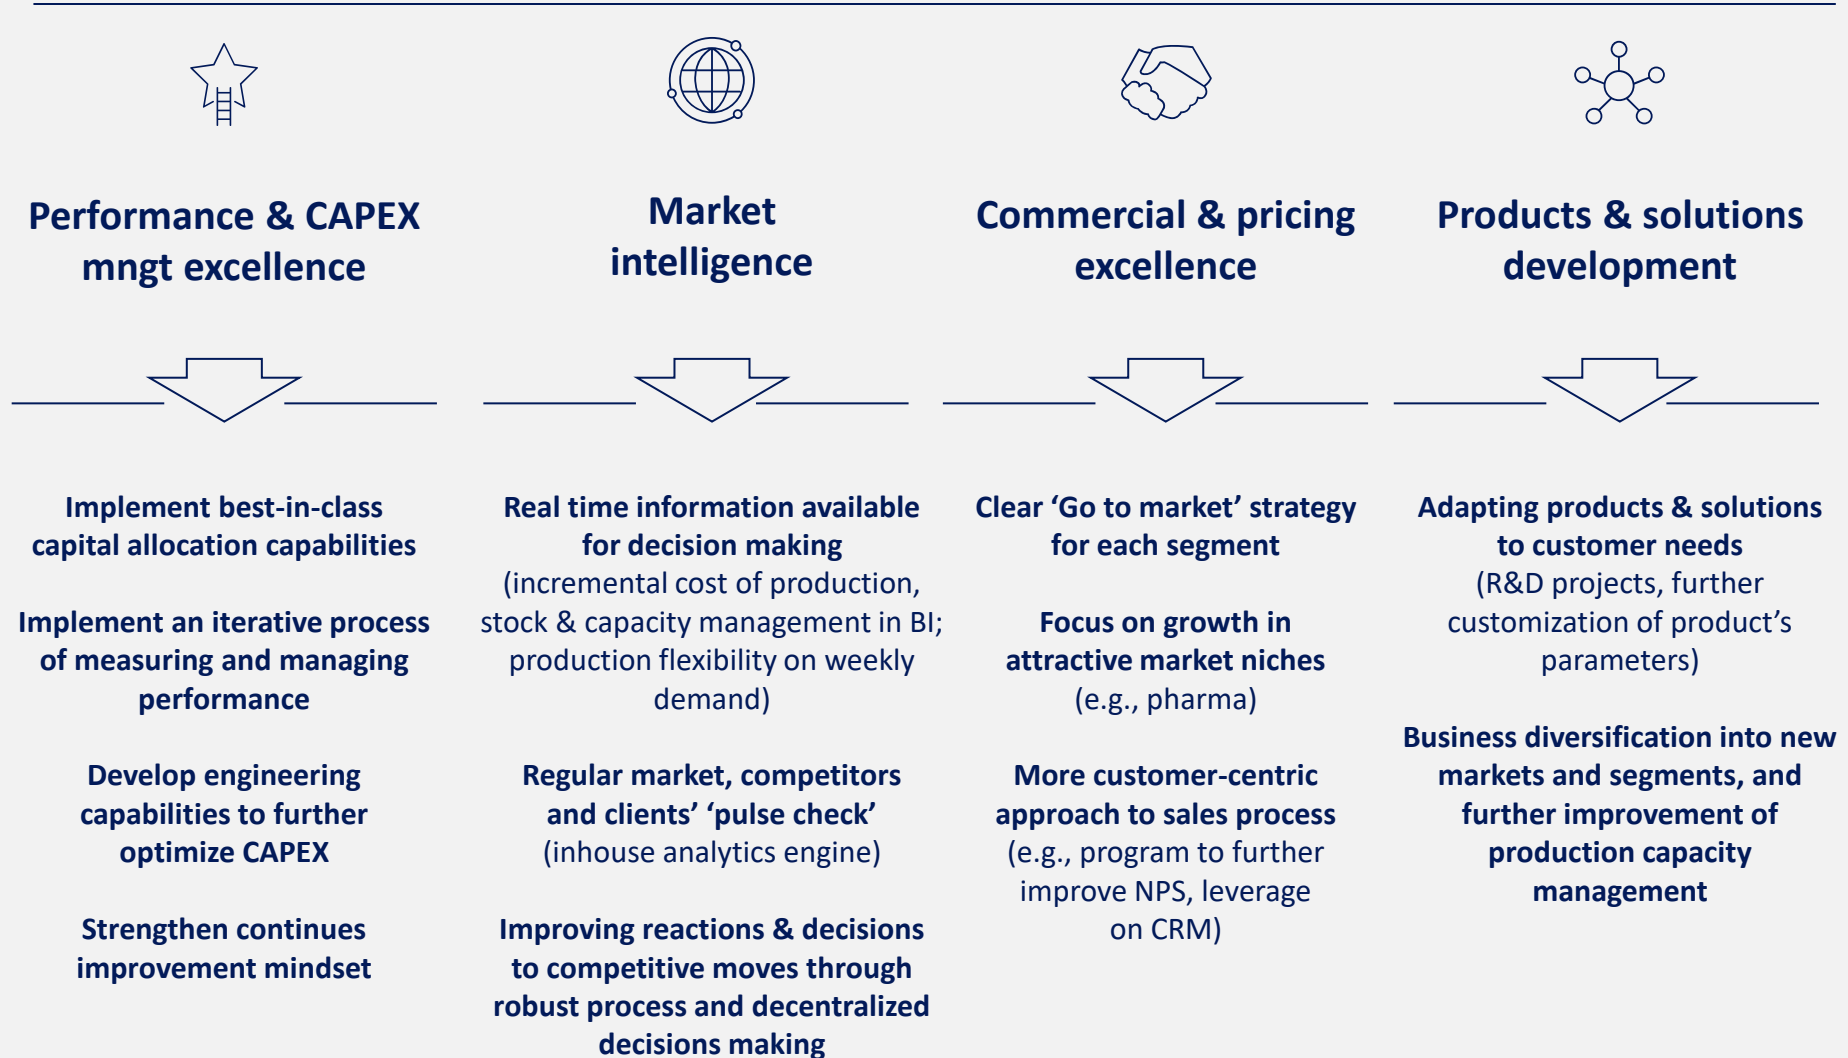 Performance & CAPEX
mngt excellence
Implement best-in-class
capital allocation capabilities
Implement an iterative process
of measuring and managing
performance
Develop engineering
capabilities to further
optimize CAPEX
Strengthen continues
improvement mindset
Market
intelligence
Real time information available
for decision making
(incremental cost of production,
stock & capacity management in BI;
production flexibility on weekly
demand)
Regular market, competitors
and clients’ ‘pulse check’
(inhouse analytics engine)
Improving reactions & decisions
to competitive moves through
robust process and decentralized
decisions making
Commercial & pricing
excellence
Clear ‘Go to market’ strategy
for each segment
Focus on growth in
attractive market niches
(e.g., pharma)
More customer-centric
approach to sales process
(e.g., program to further
improve NPS, leverage
on CRM)
Products & solutions
development
Adapting products & solutions
to customer needs
(R&D projects, further
customization of product’s
parameters)
Business diversification into new
markets and segments, and
further improvement of
production capacity
management